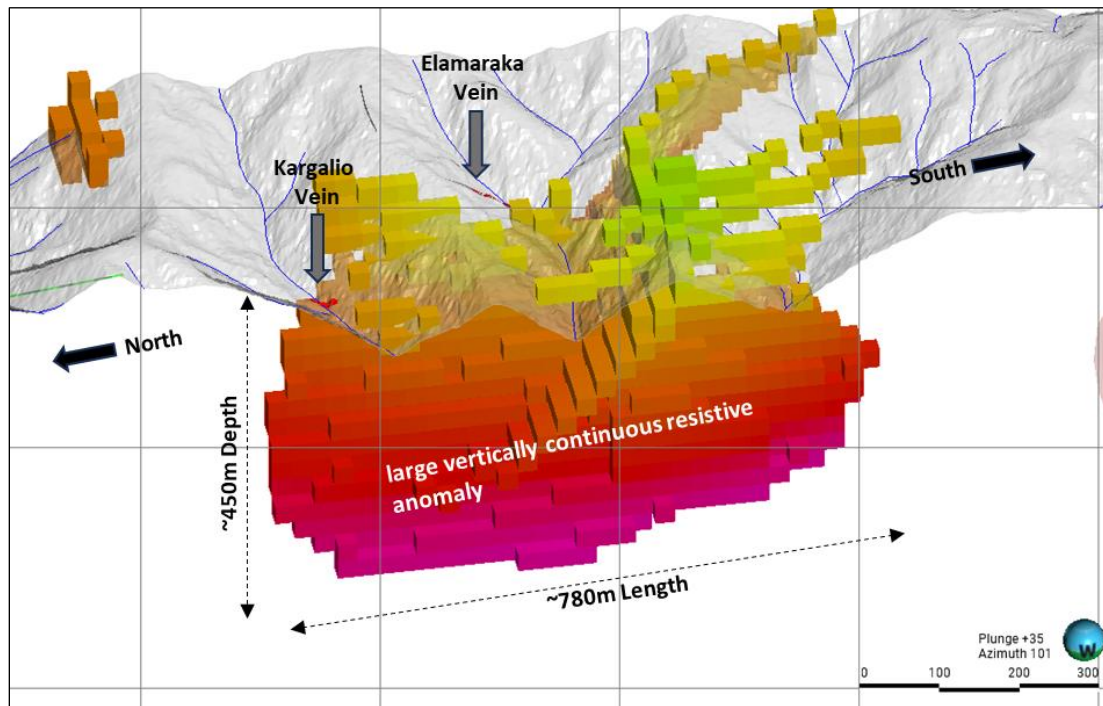 Elamaraka
Vein
Kargalio
Vein
South
North
large vertically continuous resistive
anomaly
~450m Depth
~780m Length
Plunge +35
Azimuth 101
W
0 100 200 300